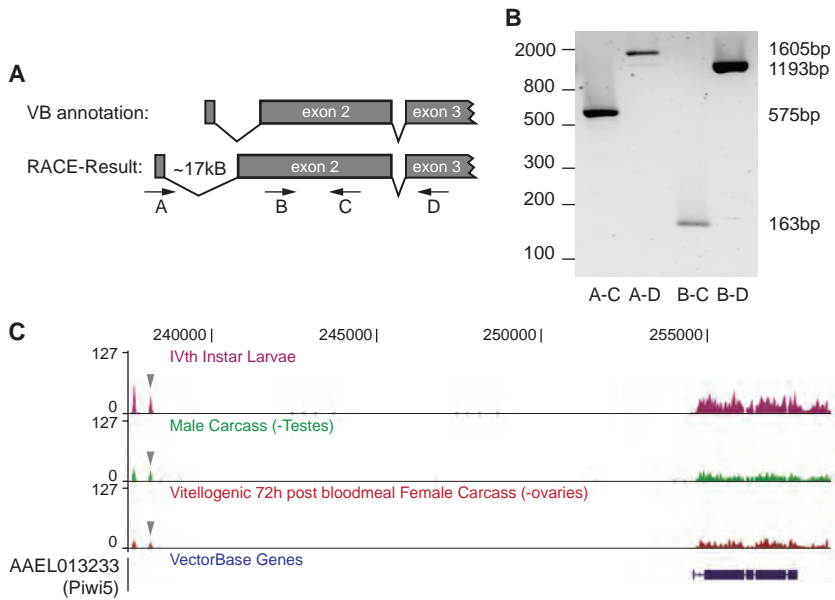 A
VB annotation:
exon 2
exon 3
RACE-Result:
~17kB
exon 2
exon 3
A
B
C
D
B
2000
800
500
300
200
100
1605bp
1193bp
575bp
163bp
A-C A-D B-C B-D
C
240000 245000 250000 255000
127
IVth Instar Larvae
0
127
Male Carcass (-Testes)
0
127
Vitellogenic 72h post bloodmeal Female Carcass (-ovaries)
0
VectorBase Genes
AAEL013233
(Piwi5)